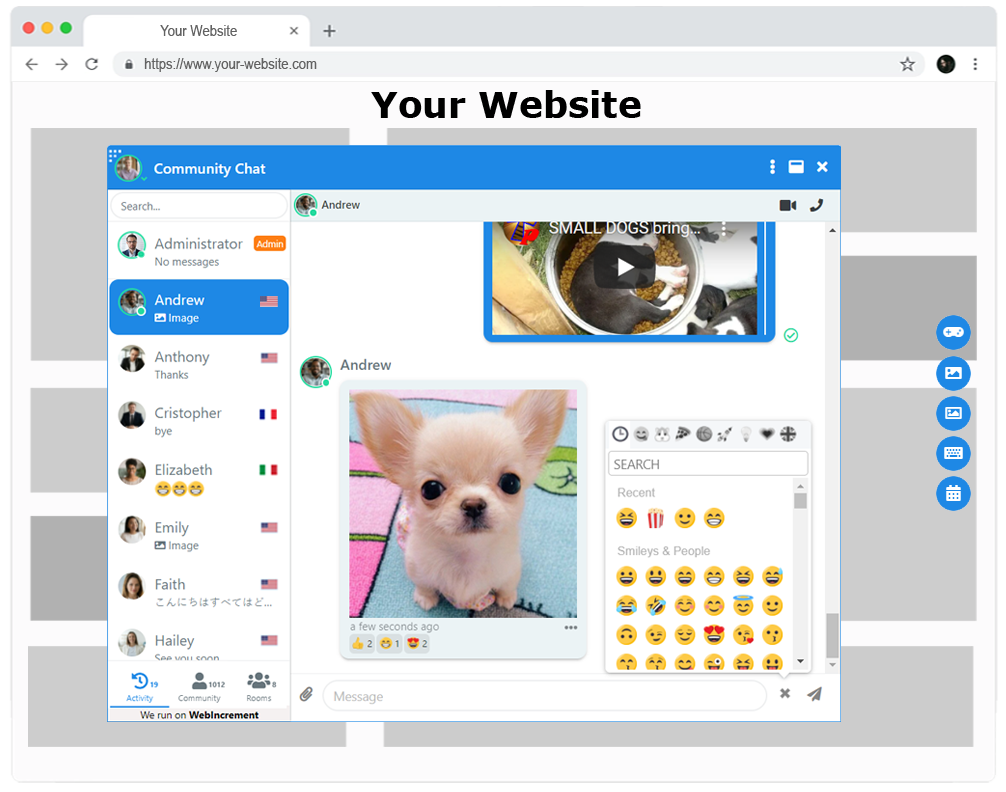 Your Website
https://www.your-website.com
Your Website
Community Chat
Search...
Andrew
Administrator
Admin
No messages
Andrew
Image
Anthony
Thanks
Cristopher
bye
Elizabeth
Emily
Image
Faith
こんにちはすべてはど...
Hailey
See you soon
19
Activity
1012
Community
8
Rooms
We run on WebIncrement
SMALL DOGS bring...
Andrew
a few seconds ago
2
1
2
SEARCH
Recent
Smileys & People
Message